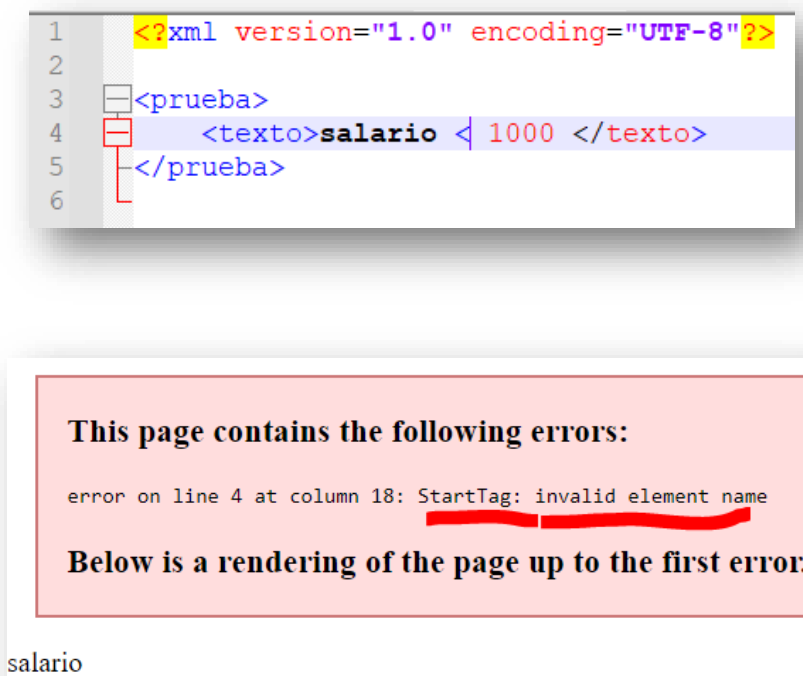 1 <?xml version="1.0" encoding="UTF-8"?>
2
3 <prueba>
4 <texto>salario < 1000 </texto>
5 </prueba>
6
This page contains the following errors:
error on line 4 at column 18: StartTag: invalid element name
Below is a rendering of the page up to the first error.
salario